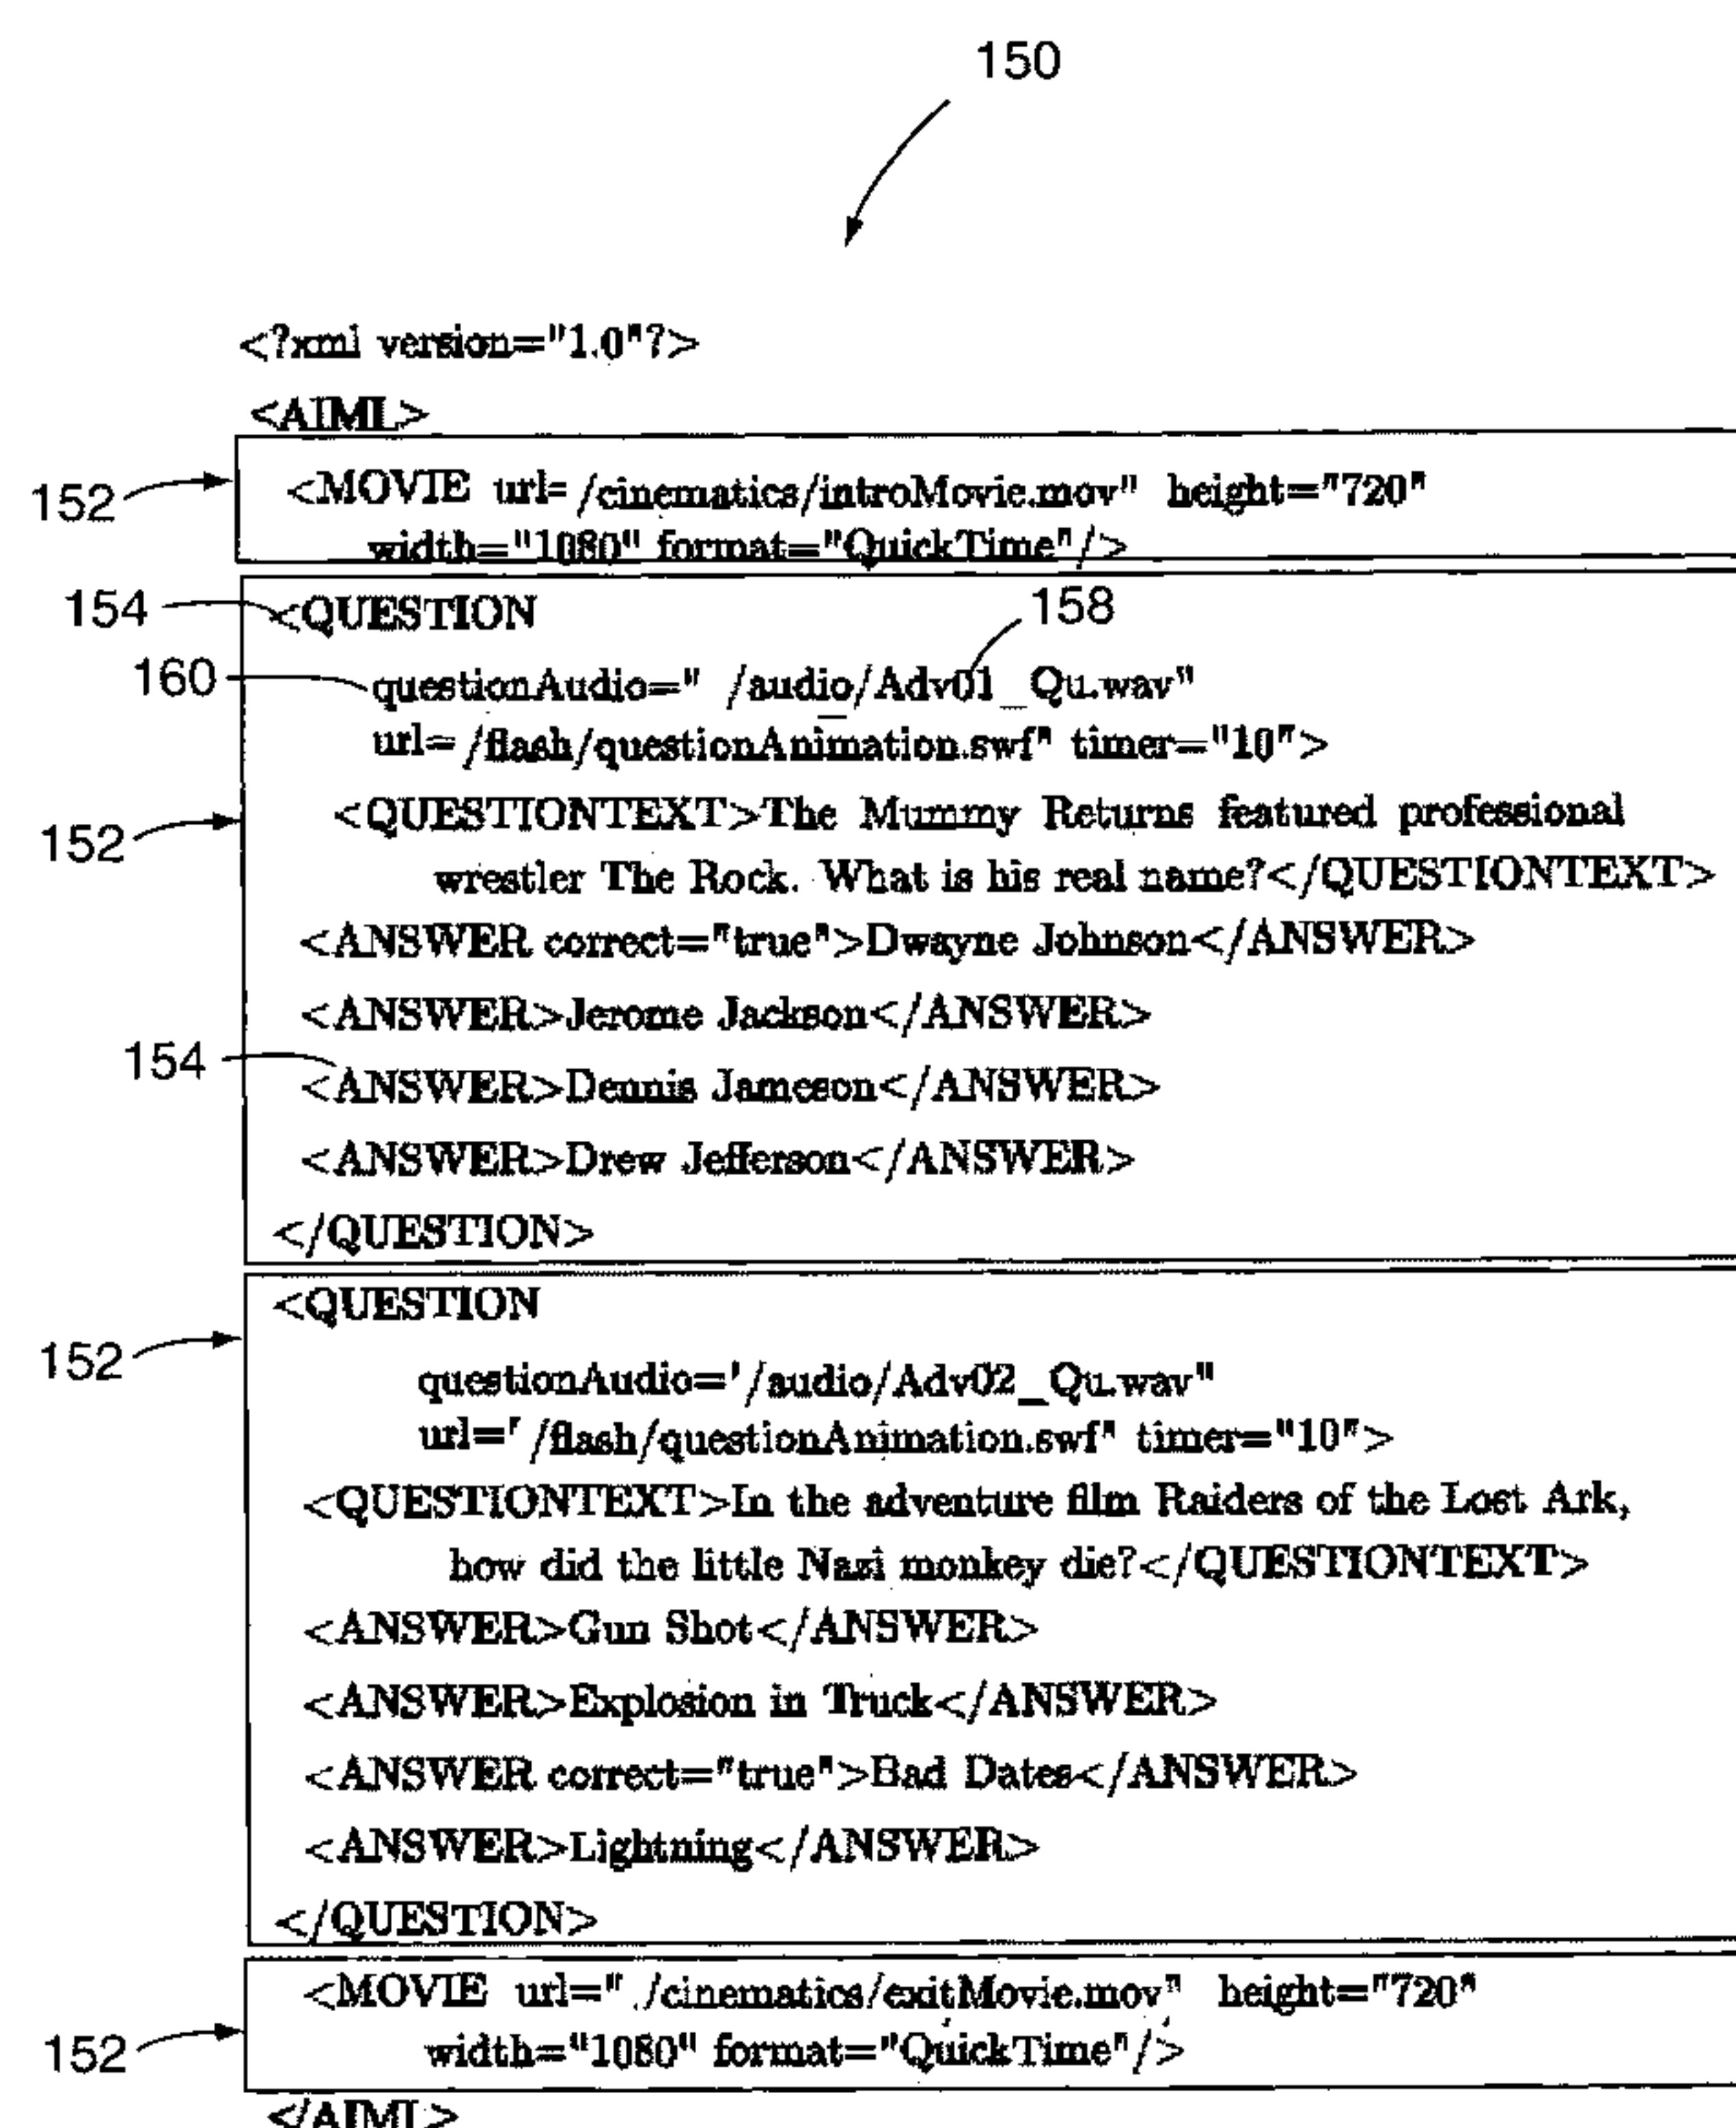 150
<?xml version="1.0"?>
<AIML>
152
<MOVIE url= /cinematics/introMovie.mov" height="720"
width="1080" format="QuickTime"/>
154
<QUESTION
158
160
questionAudio=" /audio/Adv01_Qu.wav"
url= /flash/questionAnimation.swf" timer="10">
152
<QUESTIONTEXT>The Mummy Returns featured professional
wrestler The Rock. What is his real name?</QUESTIONTEXT>
<ANSWER correct="true">Dwayne Johnson</ANSWER>
<ANSWER>Jerome Jackson</ANSWER>
154
<ANSWER>Dennis Jameson</ANSWER>
<ANSWER>Drew Jefferson</ANSWER>
</QUESTION>
<QUESTION
152
questionAudio='/audio/Adv02_Qu.wav"
url='/flash/questionAnimation.swf" timer="10">
<QUESTIONTEXT>In the adventure film Raiders of the Lost Ark,
how did the little Nazi monkey die?</QUESTIONTEXT>
<ANSWER>Gun Shot</ANSWER>
<ANSWER>Explosion in Truck</ANSWER>
<ANSWER correct="true">Bad Dates</ANSWER>
<ANSWER>Lightning</ANSWER>
</QUESTION>
<MOVIE url=" ./cinematics/exitMovie.mov" height="720"
152
width="1080" format="QuickTime"/>
</AIML>